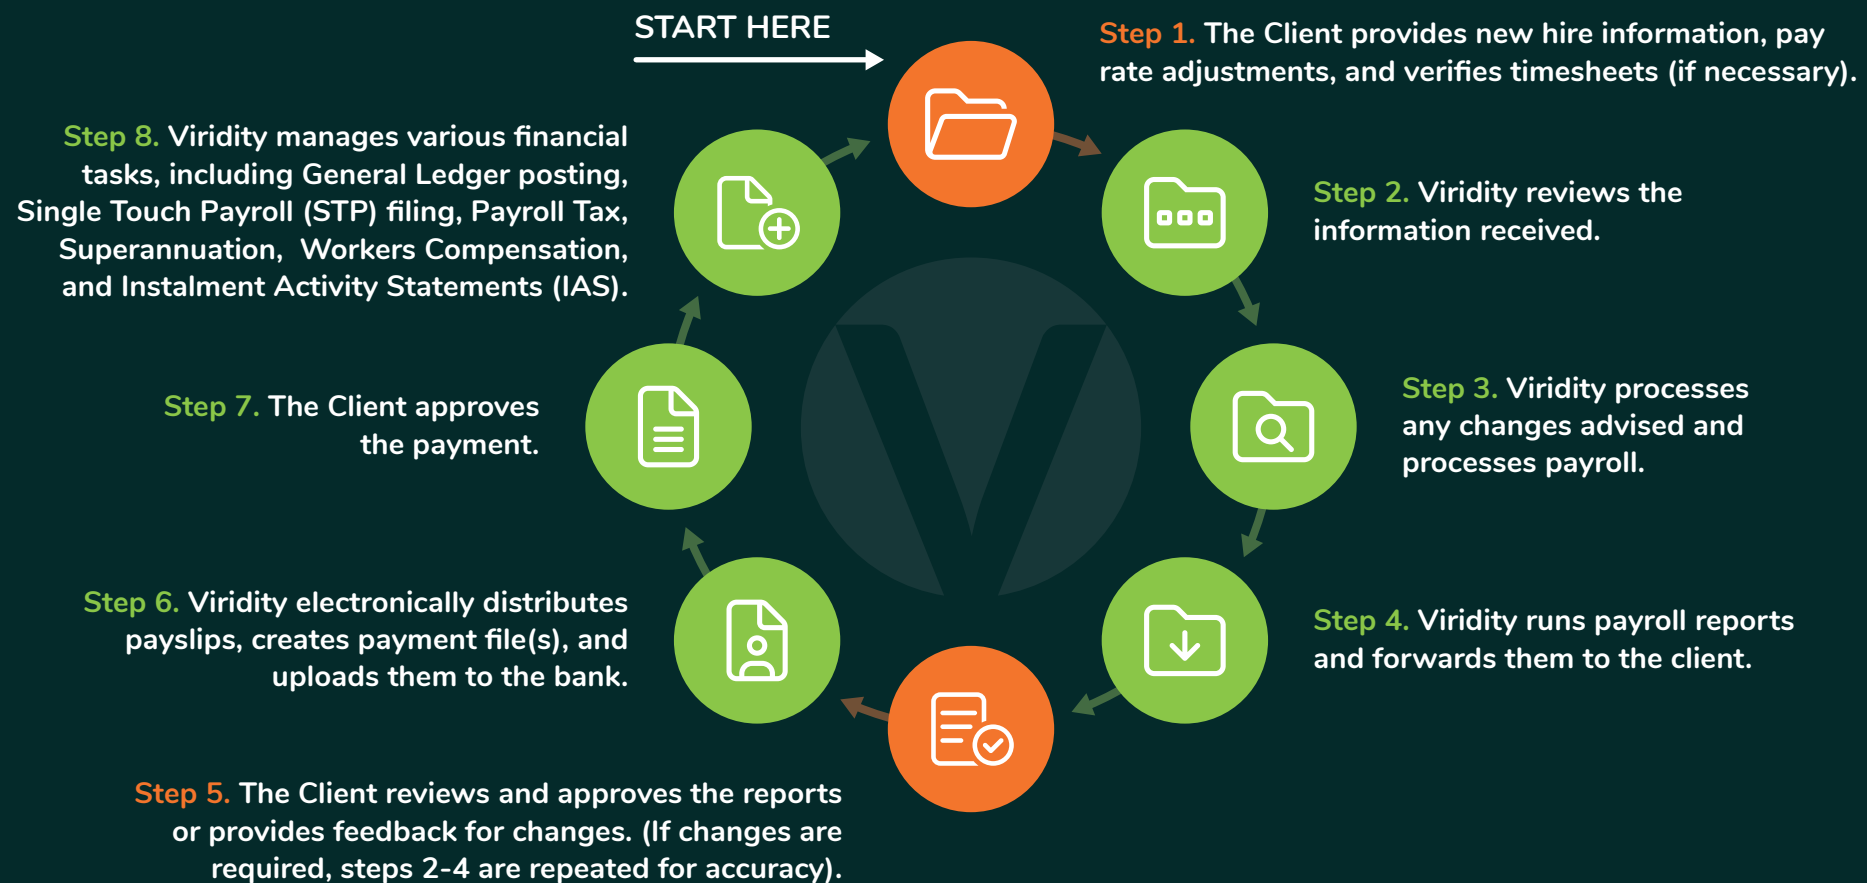 START HERE
Step 1. The Client provides new hire information, pay
rate adjustments, and verifies timesheets (if necessary).
Step 2. Viridity reviews the
information received.
Step 3. Viridity processes
any changes advised and
processes payroll.
Step 4. Viridity runs payroll reports
and forwards them to the client.
Step 5. The Client reviews and approves the reports
or provides feedback for changes. (If changes are
required, steps 2-4 are repeated for accuracy).
Step 6. Viridity electronically distributes
payslips, creates payment file(s), and
uploads them to the bank.
Step 7. The Client approves
the payment.
Step 8. Viridity manages various financial
tasks, including General Ledger posting,
Single Touch Payroll (STP) filing, Payroll Tax,
Superannuation, Workers Compensation,
and Instalment Activity Statements (IAS).
V